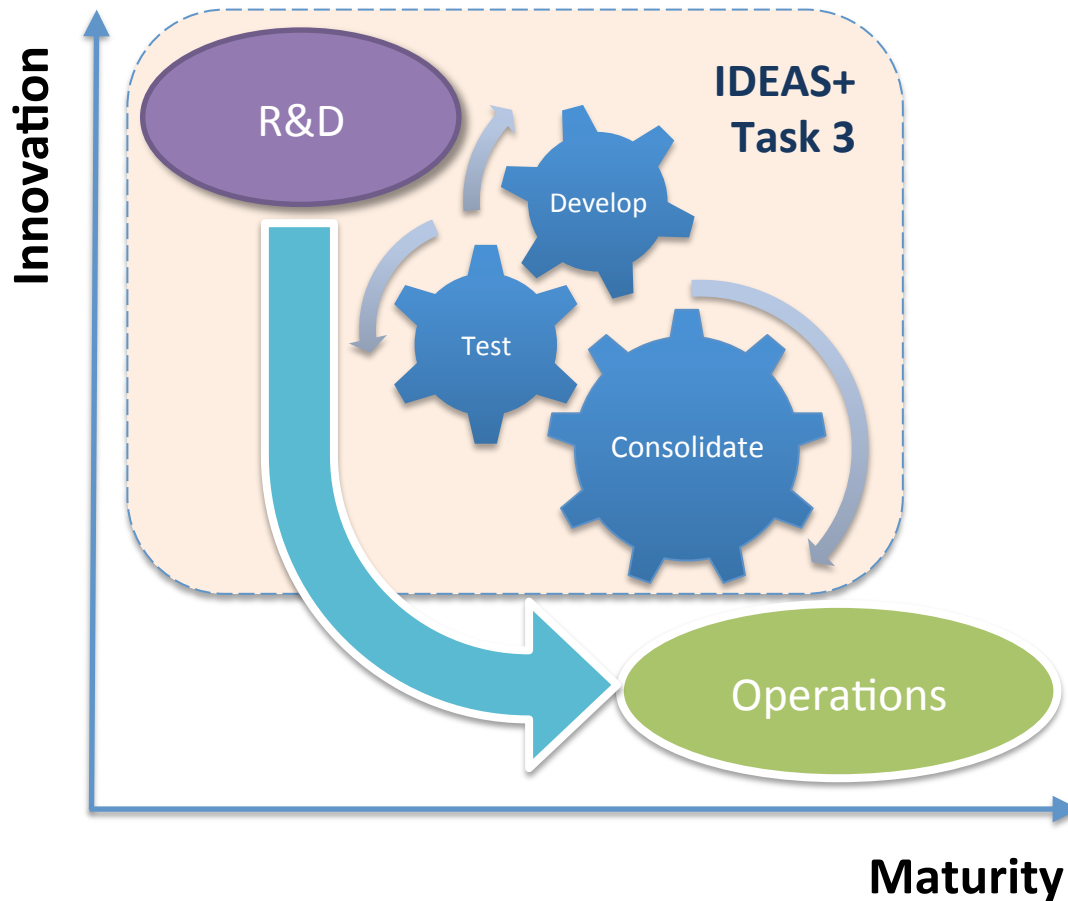 Innovation
R&D
IDEAS+
Task 3
Develop
Test
Consolidate
Operations
Maturity